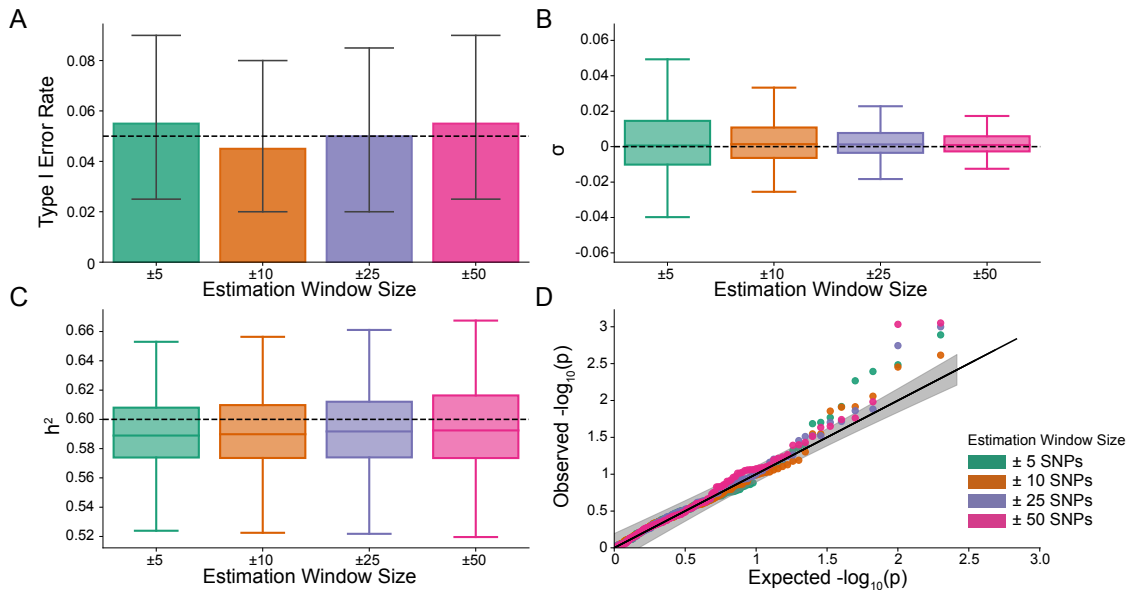 A
Type I Error Rate
0.08
0.06
0.04
0.02
0
±5
±10
±25
±50
Estimation Window Size
B
σ
0.06
0.04
0.02
0
-0.02
-0.04
-0.06
±5
±10
±25
±50
Estimation Window Size
C
h²
0.66
0.64
0.62
0.60
0.58
0.56
0.54
0.52
±5
±10
±25
±50
Estimation Window Size
D
Observed -log₁₀(p)
3
2.5
2.0
1.5
1.0
0.5
0
0
0.5
1
1.5
2
2.5
3.0
Expected -log₁₀(p)
Estimation Window Size
± 5 SNPs
± 10 SNPs
± 25 SNPs
± 50 SNPs